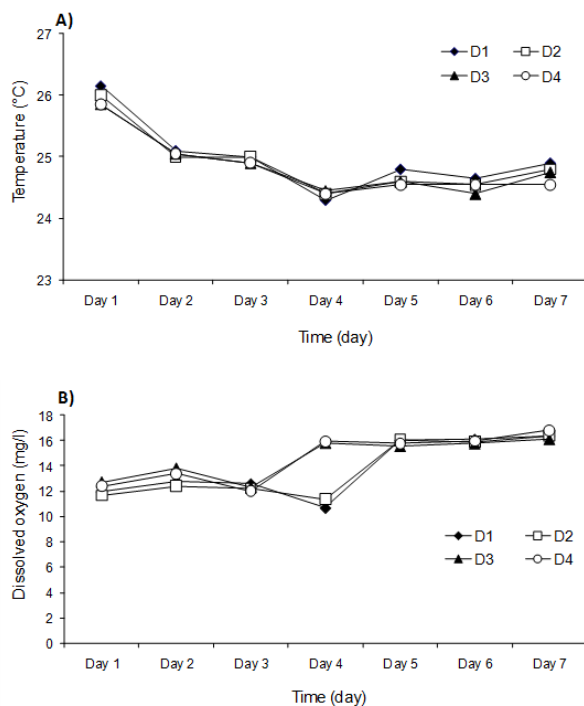 A)
27
26
25
24
23
Temperature (°C)
D1 D2
D3 D4
Day 1 Day 2 Day 3 Day 4 Day 5 Day 6 Day 7
Time (day)
B)
18
16
14
12
10
8
6
4
2
0
Dissolved oxygen (mg/l)
D1 D2
D3 D4
Day 1 Day 2 Day 3 Day 4 Day 5 Day 6 Day 7
Time (day)